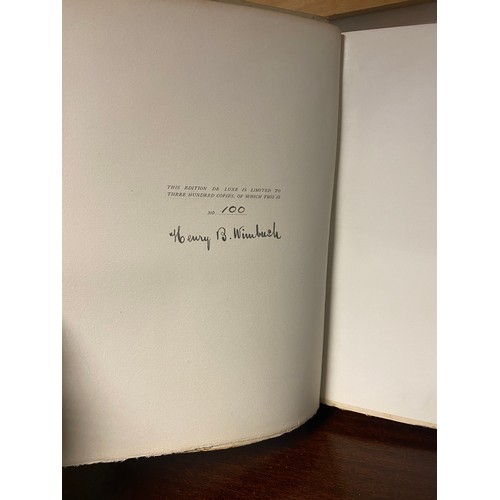 THIS EDITION DE LUXE IS LIMITED TO
THREE HUNDRED COPIES, OF WHICH THIS IS
NO 100
Henry B. Wimbush